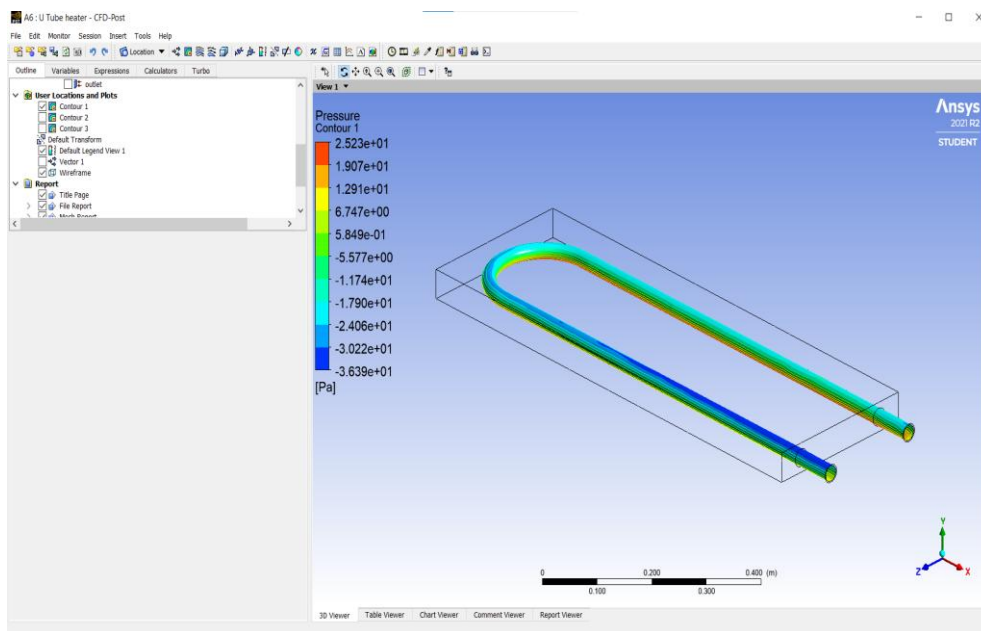 A6 : U Tube heater - CFD-Post
File Edit Monitor Session Insert Tools Help
Location
Outline Variables Expressions Calculators Turbo
outlet
User Locations and Plots
Contour 1
Contour 2
Contour 3
Default Transform
Default Legend View 1
Vector 1
Wireframe
Report
Title Page
File Report
Mesh Report
View 1
Pressure
Contour 1
2.523e+01
1.907e+01
1.291e+01
6.747e+00
5.849e-01
-5.577e+00
-1.174e+01
-1.790e+01
-2.406e+01
-3.022e+01
-3.639e+01
[Pa]
Ansys
2021 R2
STUDENT
Y
Z X
0 0.200 0.400 (m)
0.100 0.300
3D Viewer Table Viewer Chart Viewer Comment Viewer Report Viewer